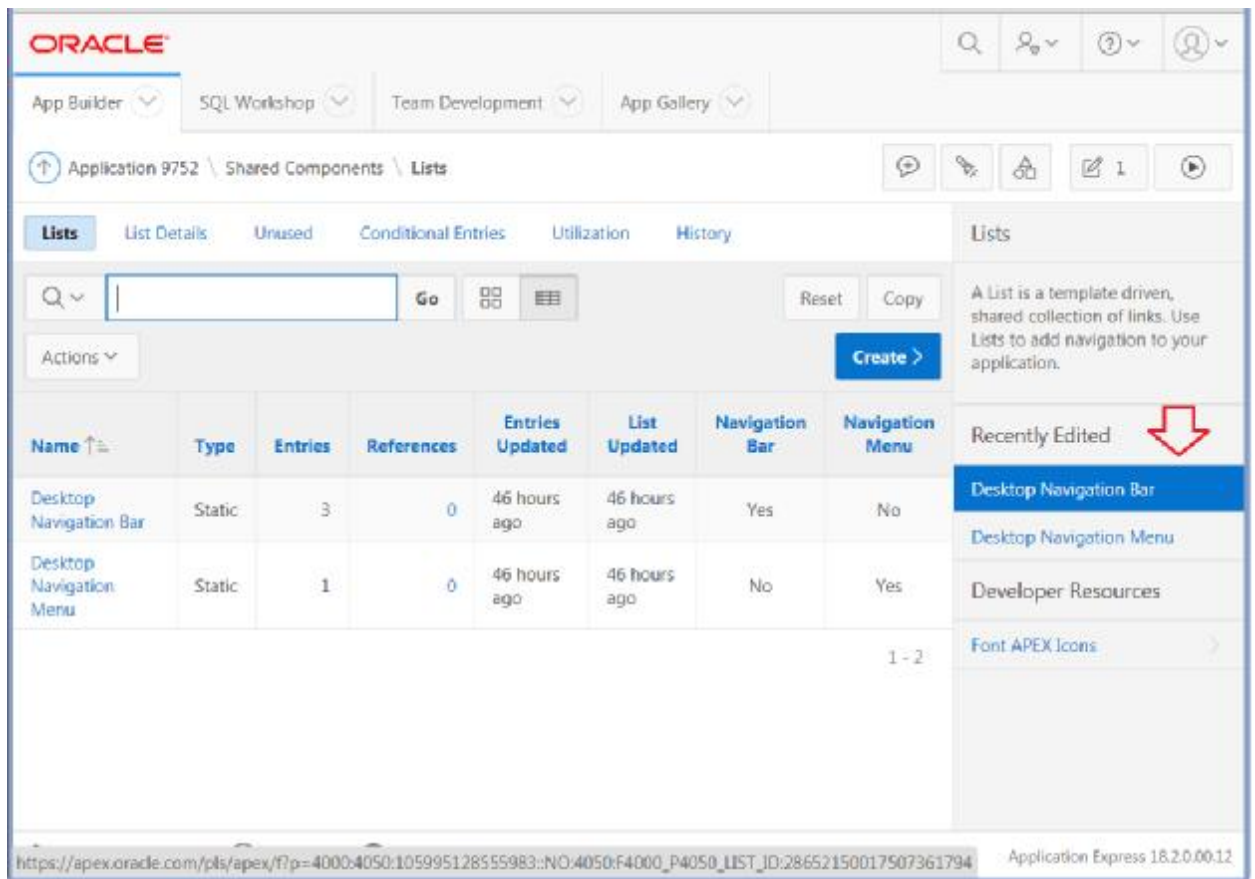 ORACLE
App Builder SQL Workshop Team Development App Gallery
Application 9752 \ Shared Components \ Lists
1
Lists List Details Unused Conditional Entries Utilization History
Go Reset Copy
Actions
Create >
Name Type Entries References Entries Updated List Updated Navigation Bar Navigation Menu
Desktop Navigation Bar Static 3 0 46 hours ago 46 hours ago Yes No
Desktop Navigation Menu Static 1 0 46 hours ago 46 hours ago No Yes
1 - 2
Lists
A List is a template driven,
shared collection of links. Use
Lists to add navigation to your
application.
Recently Edited
Desktop Navigation Bar
Desktop Navigation Menu
Developer Resources
Font APEX Icons
https://apex.oracle.com/pls/apex/f?p=4000:4050:105995128555983::NO:4050:F4000_P4050_LIST_ID:28652150017507361794
Application Express 18.2.0.00.12